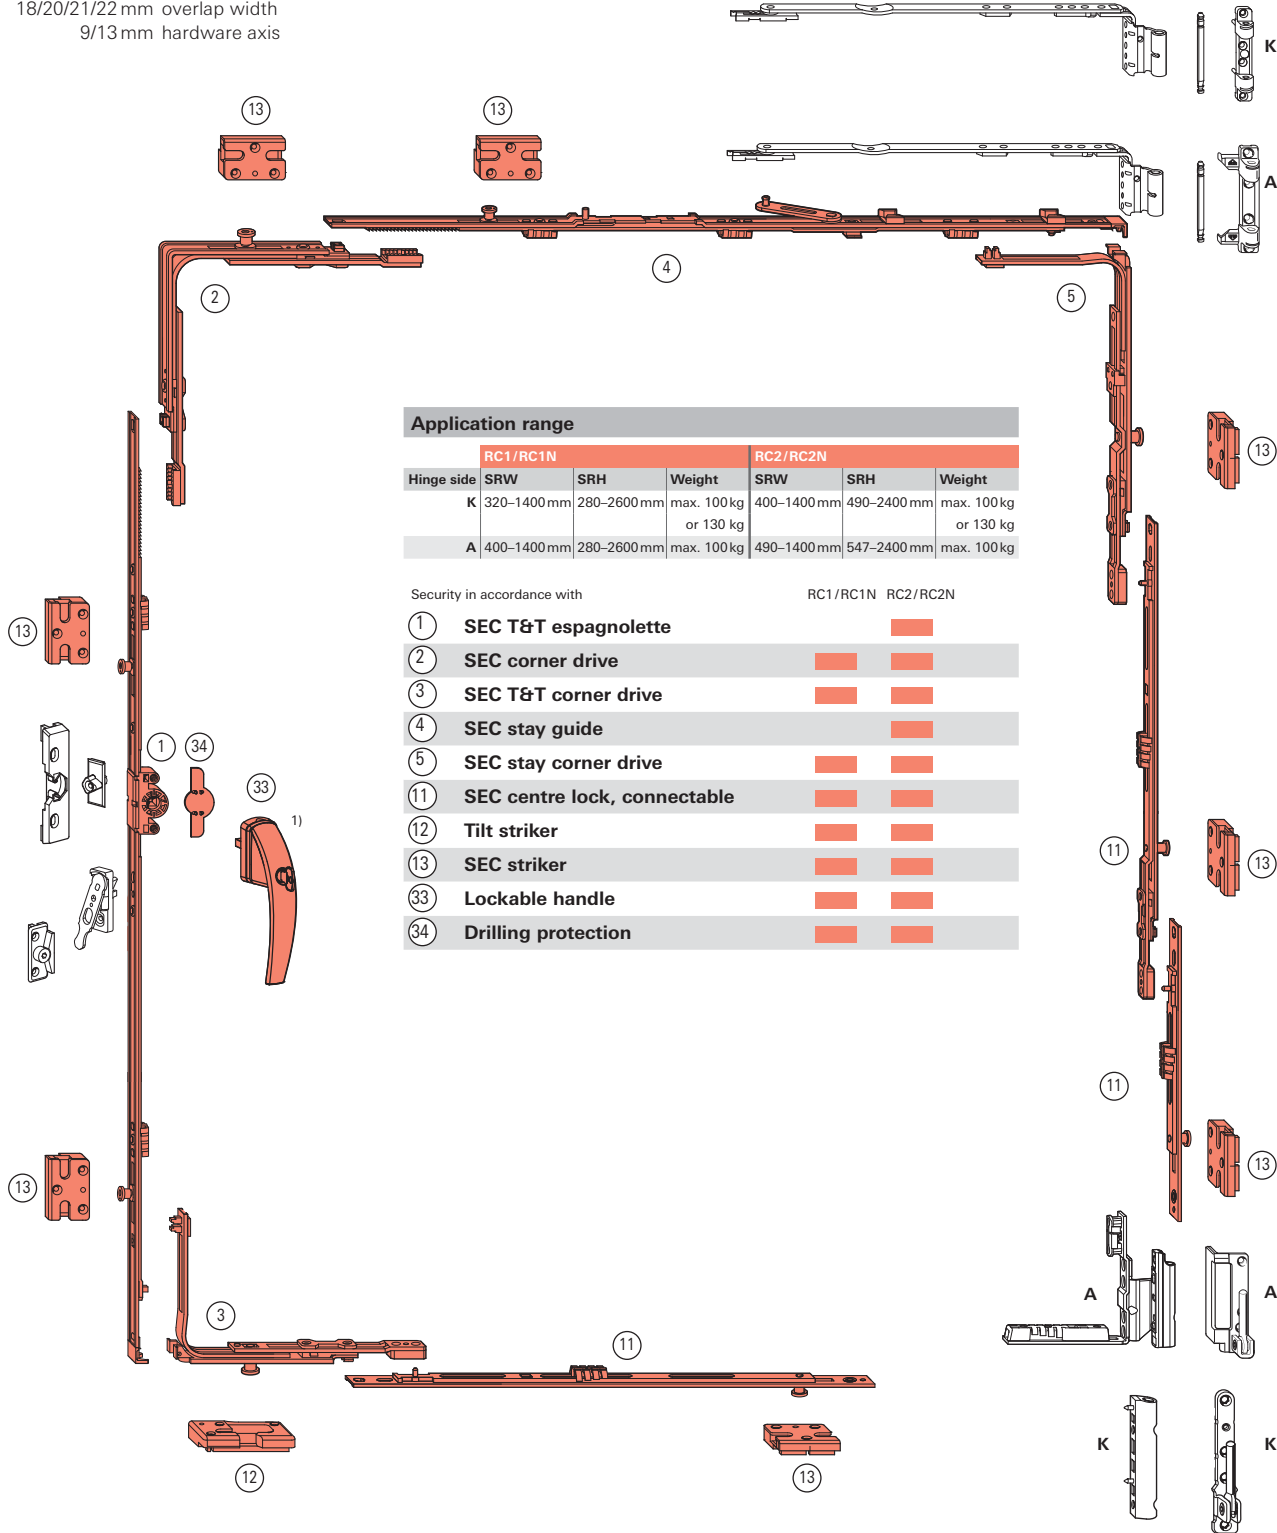 18/20/21/22 mm overlap width
9/13 mm hardware axis
K
13
13
A
4
2
5
13
Application range
RC1/RC1N RC2/RC2N
Hinge side SRW SRH Weight SRW SRH Weight
K 320–1400 mm 280–2600 mm max. 100 kg 400–1400 mm 490–2400 mm max. 100 kg
or 130 kg or 130 kg
A 400–1400 mm 280–2600 mm max. 100 kg 490–1400 mm 547–2400 mm max. 100 kg
Security in accordance with RC1/RC1N RC2/RC2N
1 SEC T&T espagnolette
2 SEC corner drive
3 SEC T&T corner drive
4 SEC stay guide
5 SEC stay corner drive
11 SEC centre lock, connectable
12 Tilt striker
13 SEC striker
33 Lockable handle
34 Drilling protection
13
1
34
33
1)
11
13
11
13
13
A
A
3
11
K
K
12
13